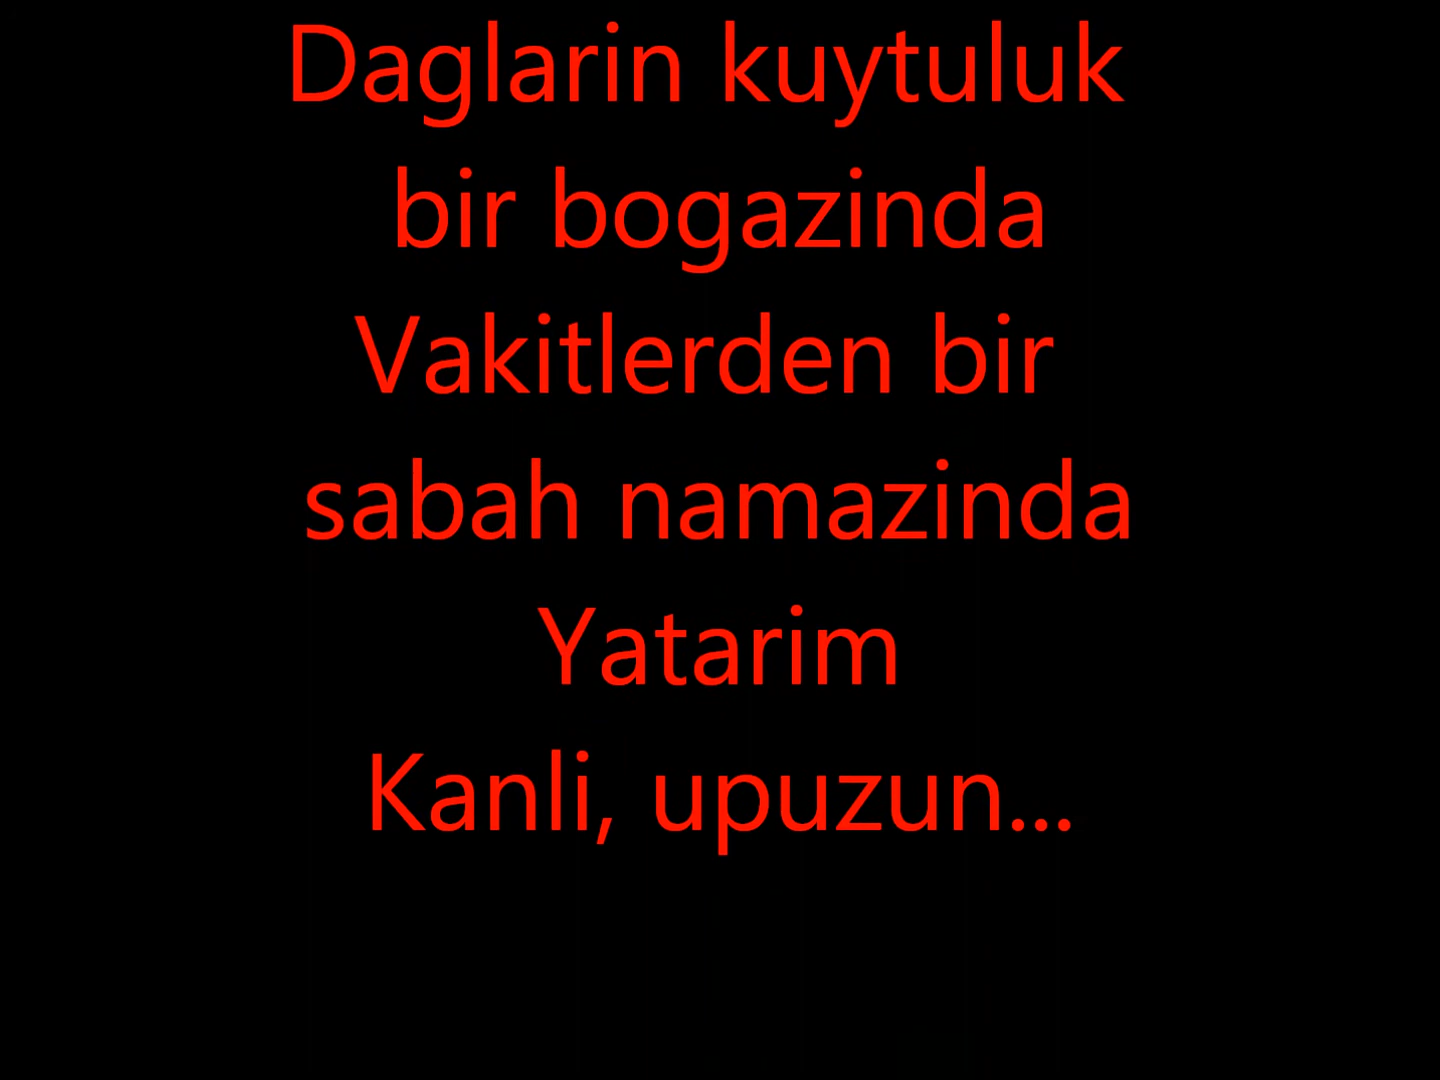 Daglarin kuytuluk
bir bogazinda
Vakitlerden bir
sabah namazinda
Yatarim
Kanli, upuzun...